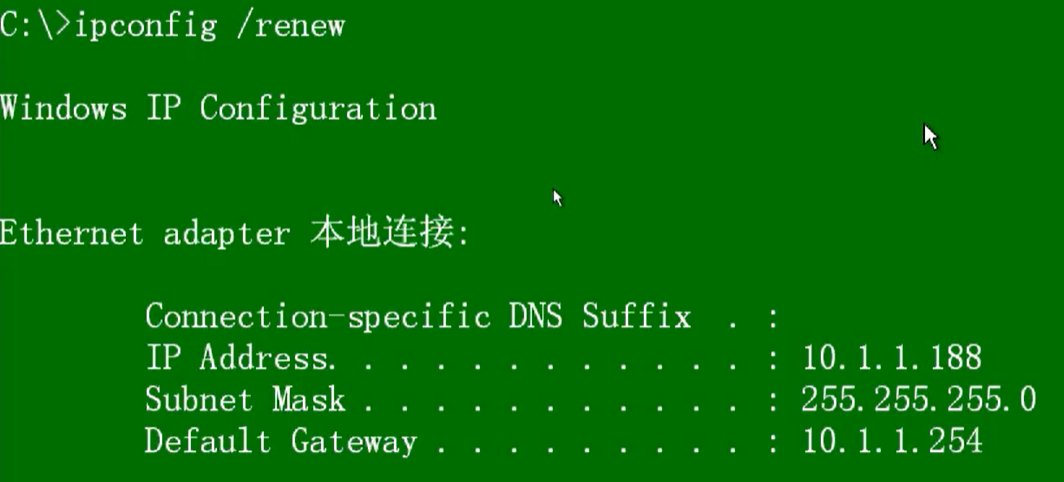 C:\>ipconfig /renew
Windows IP Configuration
Ethernet adapter 本地连接:
Connection-specific DNS Suffix . :
IP Address. . . . . . . . . . . . : 10.1.1.188
Subnet Mask . . . . . . . . . . . : 255.255.255.0
Default Gateway . . . . . . . . . : 10.1.1.254